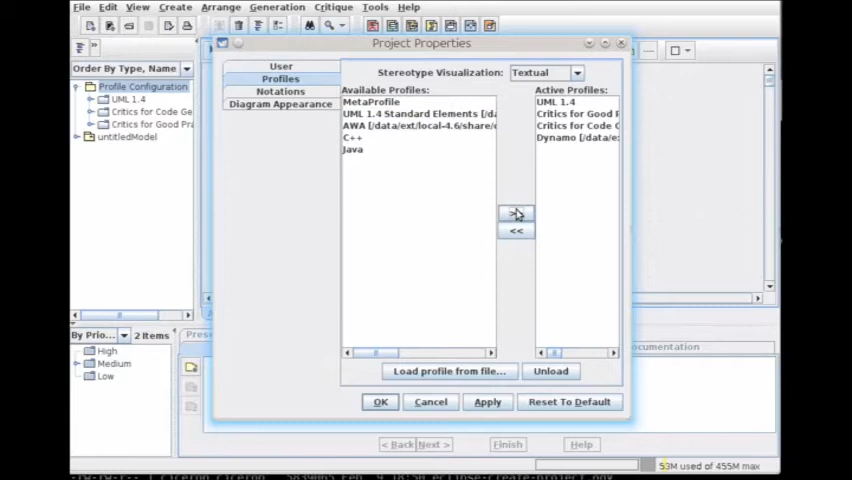 File Edit View Create Arrange Generation Critique Tools Help
Project Properties
Order By Type, Name
Profile Configuration
UML 1.4
Critics for Code Ge
Critics for Good Pra
untitledModel
User
Profiles
Notations
Diagram Appearance
Stereotype Visualization: Textual
Available Profiles:
MetaProfile
UML 1.4 Standard Elements [/da
AWA [/data/ext/local-4.6/share/c
C++
Java
>>
<<
Active Profiles:
UML 1.4
Critics for Good P
Critics for Code G
Dynamo [/data/e
Load profile from file... Unload
OK Cancel Apply Reset To Default
By Prio... 2 Items
High
Medium
Low
Prese
ocumentation
< Back Next > Finish Help
53M used of 455M max